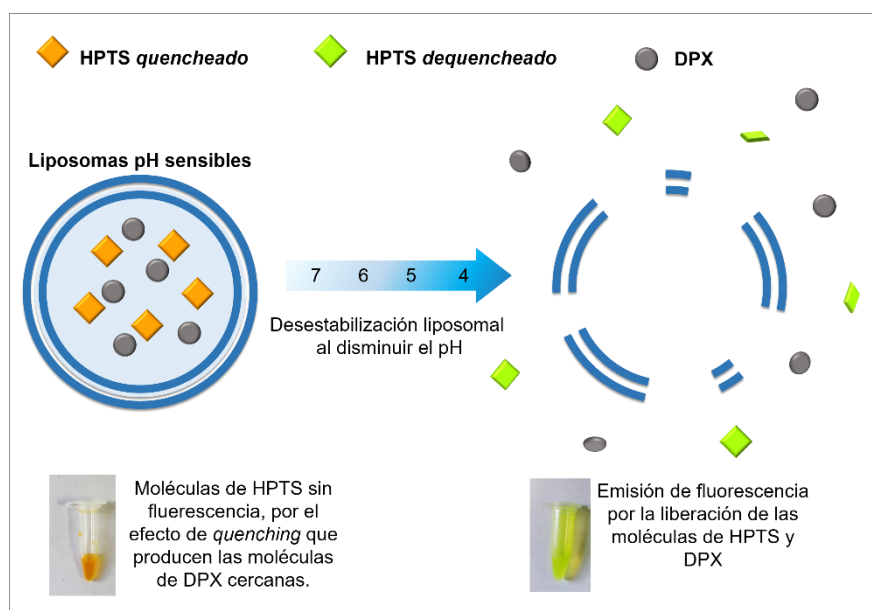 HPTS quencheado
HPTS dequencheado
DPX
Liposomas pH sensibles
7 6 5 4
Desestabilización liposomal
al disminuir el pH
Moléculas de HPTS sin
fluerescencia, por el
efecto de quenching que
producen las moléculas
de DPX cercanas.
Emisión de fluorescencia
por la liberación de las
moléculas de HPTS y
DPX